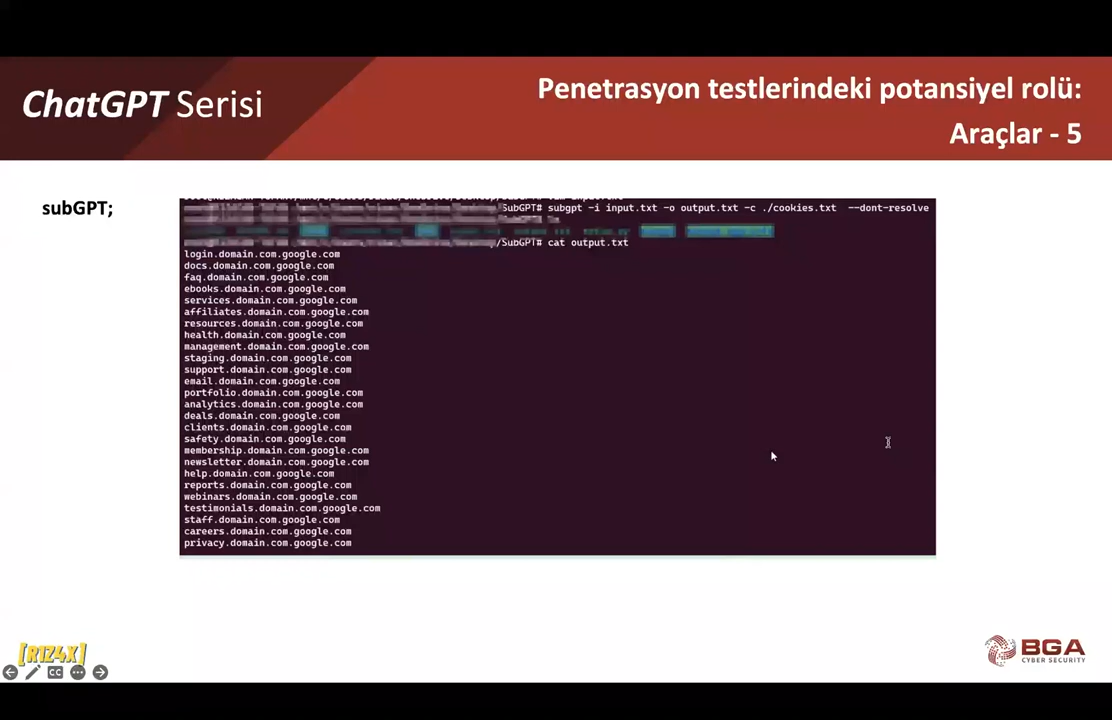 ChatGPT Serisi
Penetrasyon testlerindeki potansiyel rolü:
Araçlar - 5
subGPT;
/SubGPT# subgpt -i input.txt -o output.txt -c ./cookies.txt --dont-resolve
/SubGPT# ls
/SubGPT# cat output.txt
login.domain.com.google.com
docs.domain.com.google.com
faq.domain.com.google.com
ebooks.domain.com.google.com
services.domain.com.google.com
affiliates.domain.com.google.com
resources.domain.com.google.com
health.domain.com.google.com
management.domain.com.google.com
staging.domain.com.google.com
support.domain.com.google.com
email.domain.com.google.com
portfolio.domain.com.google.com
analytics.domain.com.google.com
deals.domain.com.google.com
clients.domain.com.google.com
safety.domain.com.google.com
membership.domain.com.google.com
newsletter.domain.com.google.com
help.domain.com.google.com
reports.domain.com.google.com
webinars.domain.com.google.com
testimonials.domain.com.google.com
staff.domain.com.google.com
careers.domain.com.google.com
privacy.domain.com.google.com
[R1Z4X]
CC
BGA
CYBER SECURITY